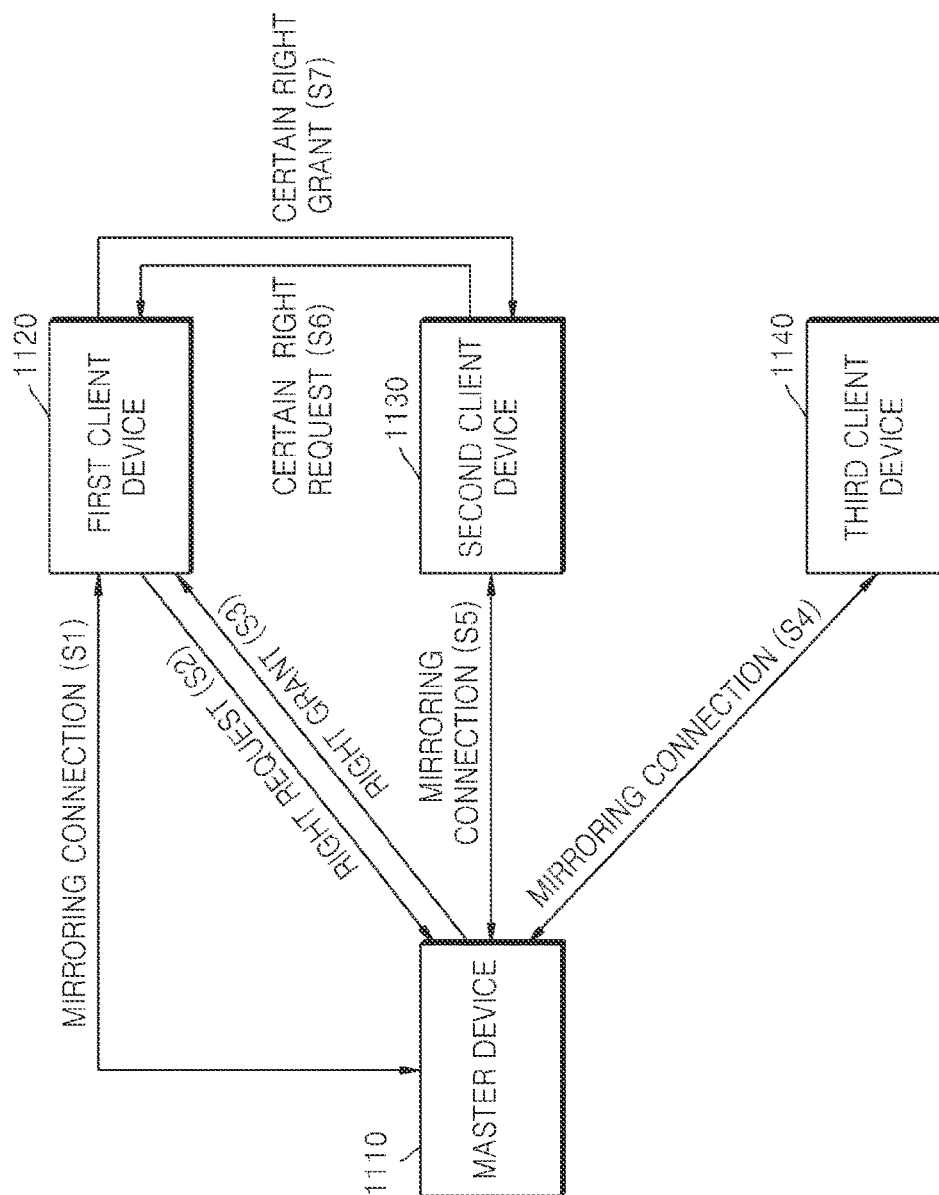 1110
MASTER DEVICE
MIRRORING CONNECTION (S1)
RIGHT REQUEST (S2)
RIGHT GRANT (S3)
MIRRORING
CONNECTION (S5)
MIRRORING CONNECTION (S4)
1120
FIRST CLIENT
DEVICE
1130
SECOND CLIENT
DEVICE
1140
THIRD CLIENT
DEVICE
CERTAIN RIGHT
REQUEST (S6)
CERTAIN RIGHT
GRANT (S7)